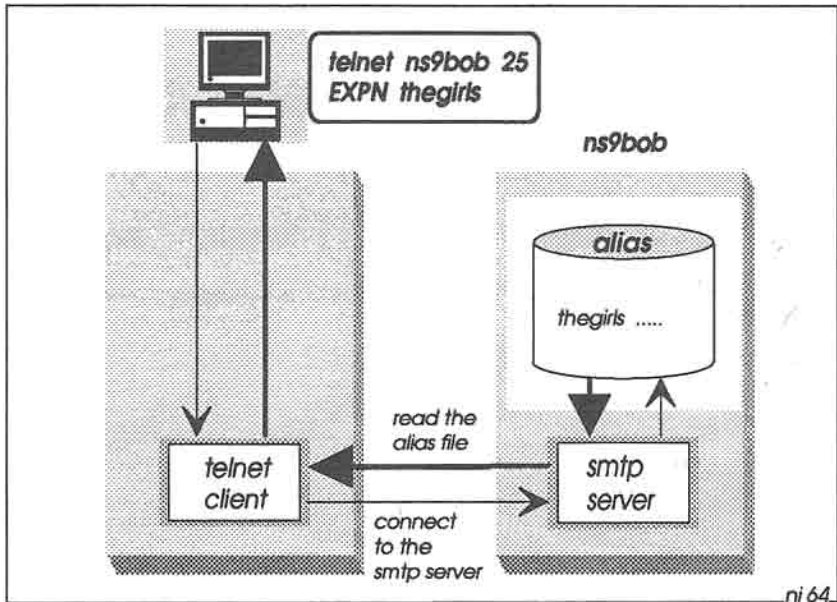 telnet ns9bob 25
EXPN thegirls
ns9bob
alias
thegirls .....
read the
alias file
telnet
client
smtp
server
connect
to the
smtp server
ni 64